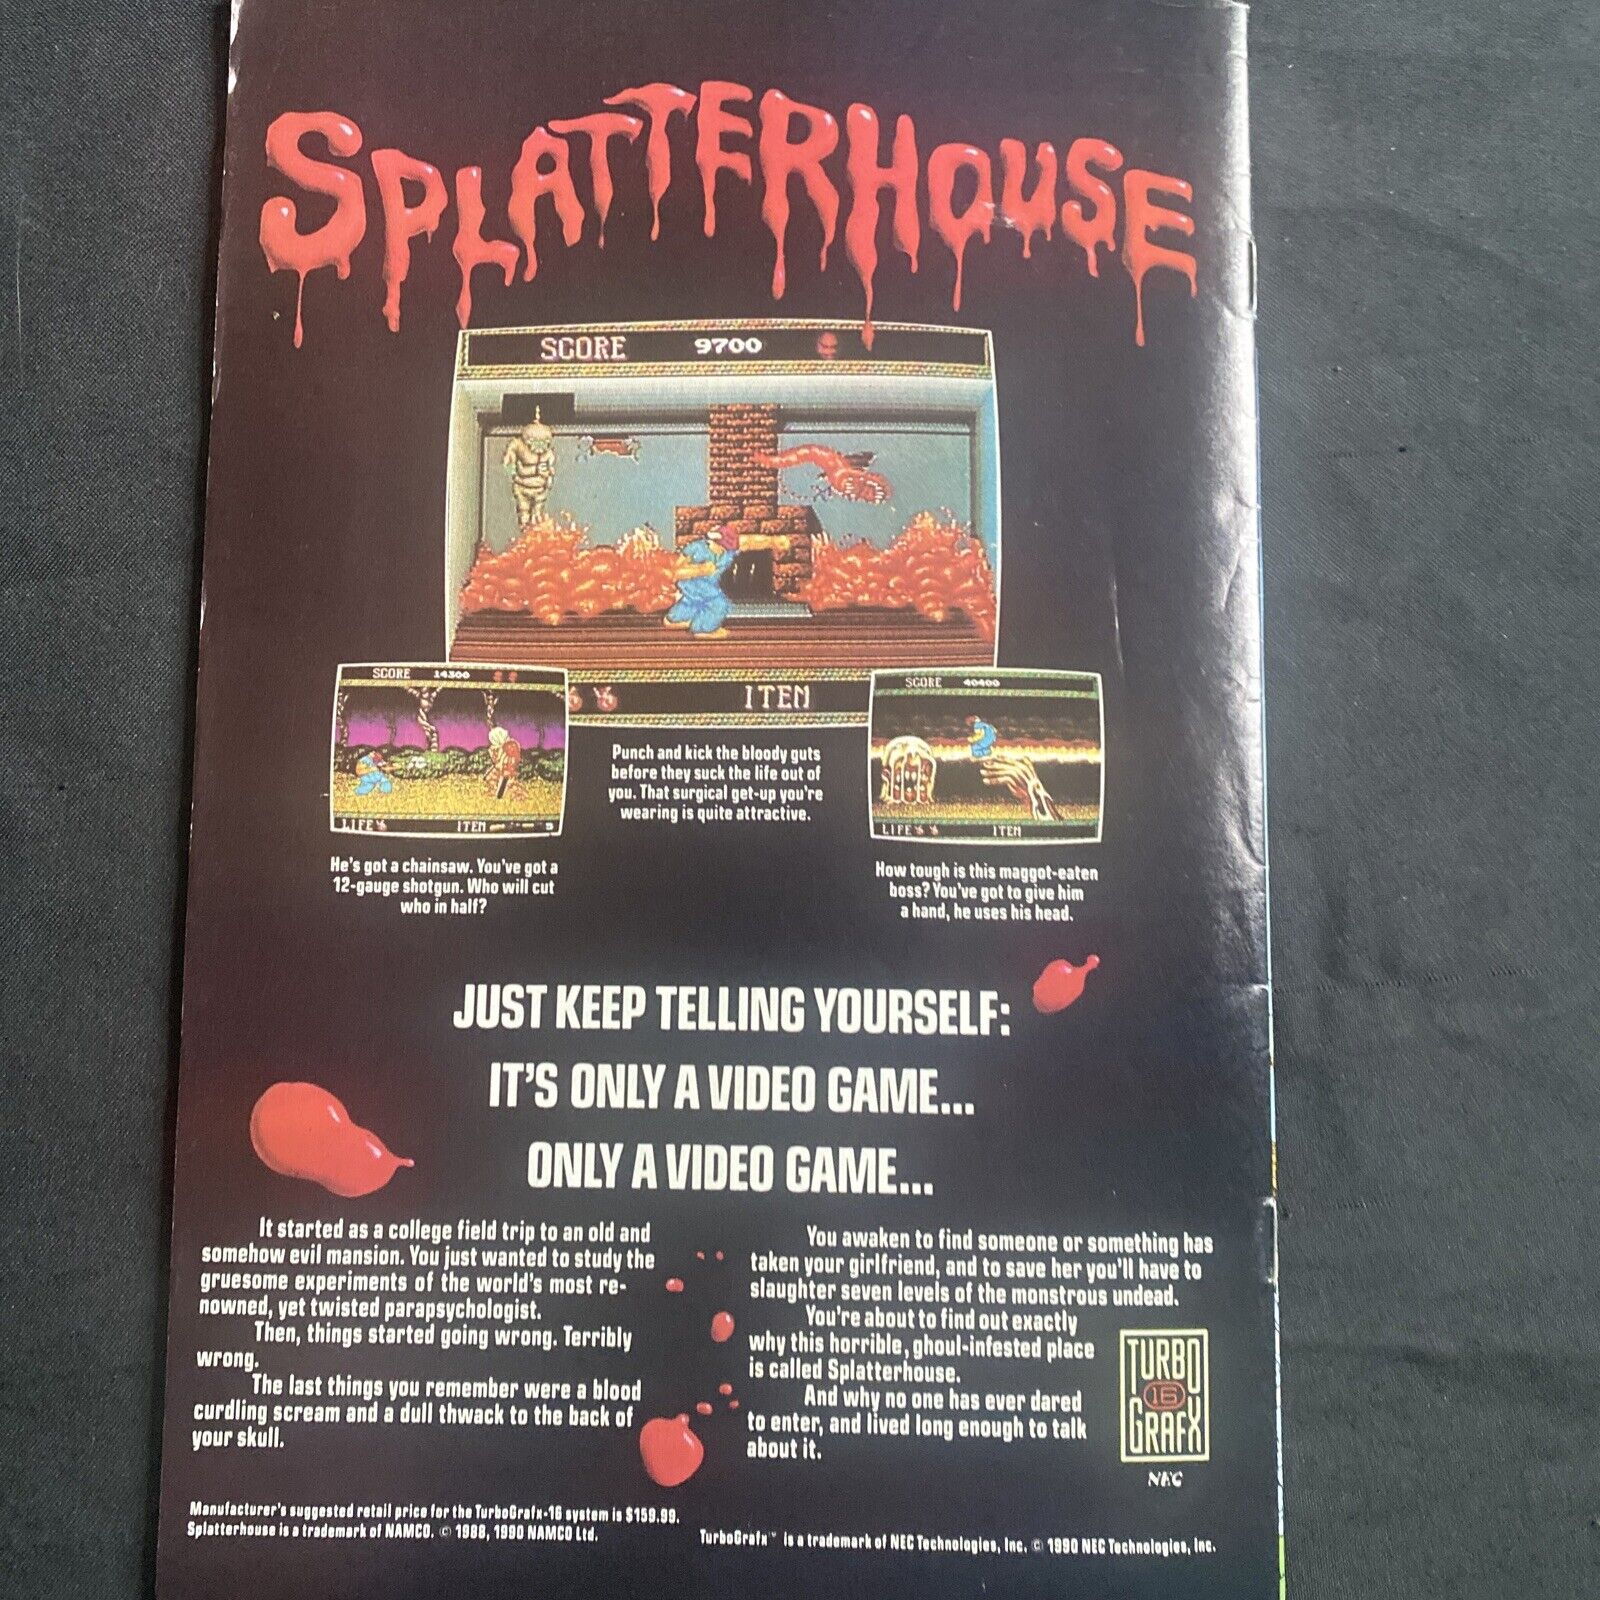 SPLATTERHOUSE
SCORE 9700
ITEM
SCORE 14300
LIFE ITEM 5
SCORE 40400
LIFE ITEM
Punch and kick the bloody guts
before they suck the life out of
you. That surgical get-up you're
wearing is quite attractive.
He's got a chainsaw. You've got a
12-gauge shotgun. Who will cut
who in half?
How tough is this maggot-eaten
boss? You've got to give him
a hand, he uses his head.
JUST KEEP TELLING YOURSELF:
IT'S ONLY A VIDEO GAME...
ONLY A VIDEO GAME...
It started as a college field trip to an old and
somehow evil mansion. You just wanted to study the
gruesome experiments of the world's most re-
nowned, yet twisted parapsychologist.
Then, things started going wrong. Terribly
wrong.
The last things you remember were a blood
curdling scream and a dull thwack to the back of
your skull.
You awaken to find someone or something has
taken your girlfriend, and to save her you'll have to
slaughter seven levels of the monstrous undead.
You're about to find out exactly
why this horrible, ghoul-infested place
is called Splatterhouse.
And why no one has ever dared
to enter, and lived long enough to talk
about it.
TURBO
16
GRAFX
NEC
Manufacturer's suggested retail price for the TurboGrafx-16 system is $159.99.
Splatterhouse is a trademark of NAMCO. © 1988, 1990 NAMCO Ltd.
TurboGrafx™ is a trademark of NEC Technologies, Inc. © 1990 NEC Technologies, Inc.